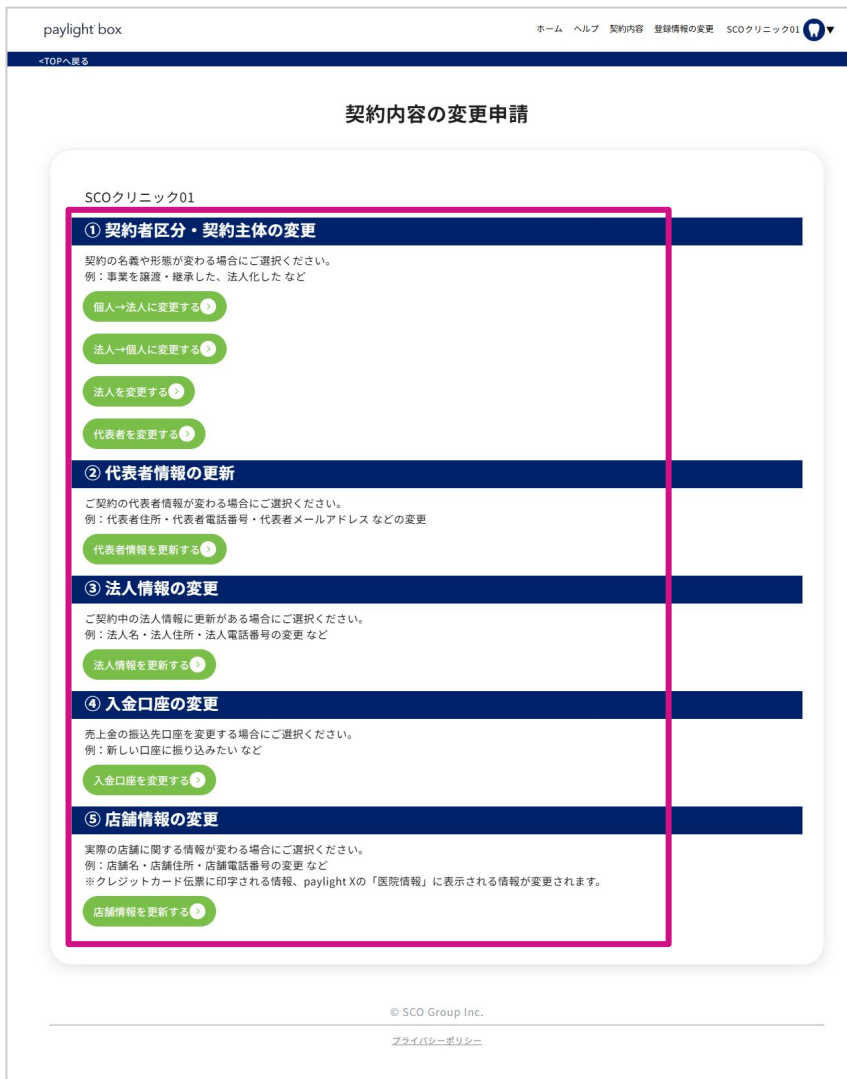 paylight box
ホーム ヘルプ 契約内容 登録情報の変更 SCOクリニック01 ▼
<TOPへ戻る
契約内容の変更申請
SCOクリニック01
① 契約者区分・契約主体の変更
契約の名義や形態が変わる場合にご選択ください。
例：事業を譲渡・継承した、法人化した など
個人→法人に変更する
法人→個人に変更する
法人を変更する
代表者を変更する
② 代表者情報の更新
ご契約の代表者情報が変わる場合にご選択ください。
例：代表者住所・代表者電話番号・代表者メールアドレス などの変更
代表者情報を更新する
③ 法人情報の変更
ご契約中の法人情報に更新がある場合にご選択ください。
例：法人名・法人住所・法人電話番号の変更 など
法人情報を更新する
④ 入金口座の変更
売上金の振込先口座を変更する場合にご選択ください。
例：新しい口座に振り込みたい など
入金口座を変更する
⑤ 店舗情報の変更
実際の店舗に関する情報が変わる場合にご選択ください。
例：店舗名・店舗住所・店舗電話番号の変更 など
※クレジットカード伝票に印字される情報、paylight Xの「医院情報」に表示される情報が変更されます。
店舗情報を更新する
© SCO Group Inc.
プライバシーポリシー